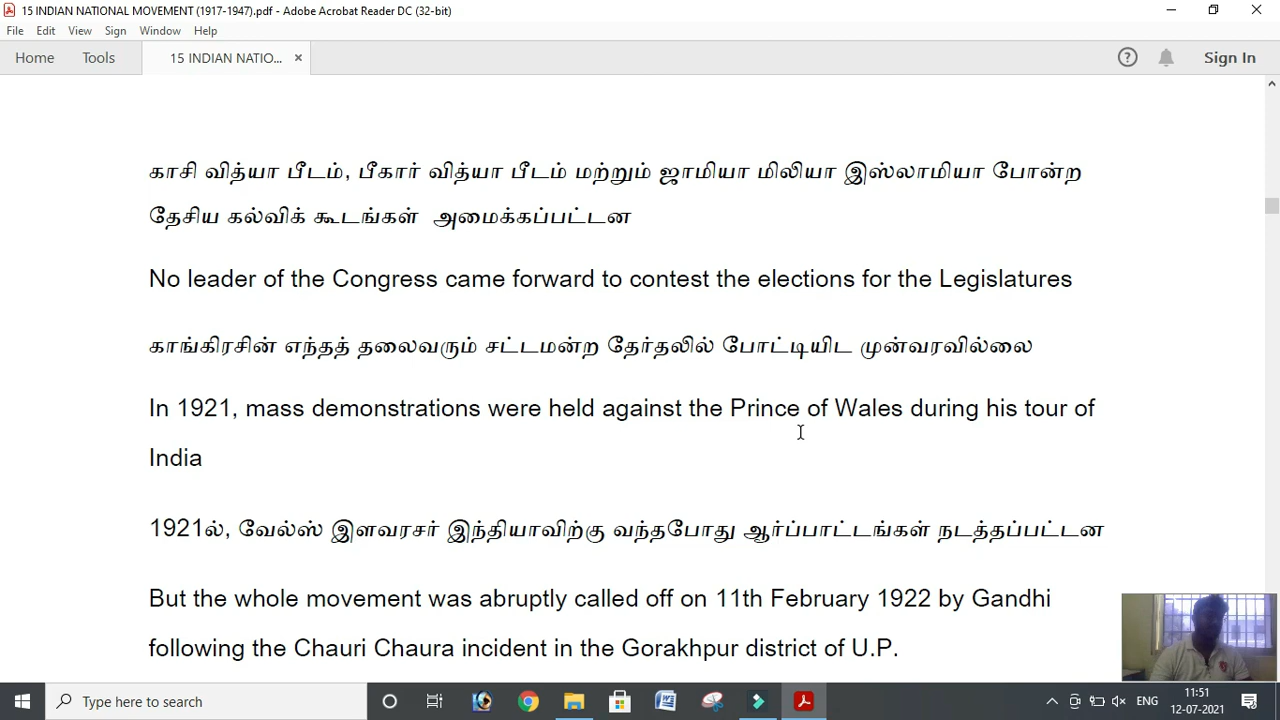 15 INDIAN NATIONAL MOVEMENT (1917-1947).pdf - Adobe Acrobat Reader DC (32-bit)
File Edit View Sign Window Help
Home Tools 15 INDIAN NATIO... × Sign In
காசி வித்யா பீடம், பீகார் வித்யா பீடம் மற்றும் ஜாமியா மிலியா இஸ்லாமியா போன்ற
தேசிய கல்விக் கூடங்கள் அமைக்கப்பட்டன
No leader of the Congress came forward to contest the elections for the Legislatures
காங்கிரசின் எந்தத் தலைவரும் சட்டமன்ற தேர்தலில் போட்டியிட முன்வரவில்லை
In 1921, mass demonstrations were held against the Prince of Wales during his tour of
India
1921ல், வேல்ஸ் இளவரசர் இந்தியாவிற்கு வந்தபோது ஆர்ப்பாட்டங்கள் நடத்தப்பட்டன
But the whole movement was abruptly called off on 11th February 1922 by Gandhi
following the Chauri Chaura incident in the Gorakhpur district of U.P.
Type here to search
ENG
11:51
12-07-2021